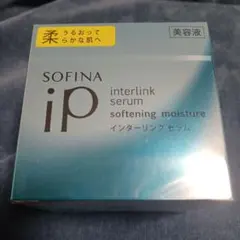 柔 うるおって
らかな肌へ
美容液
SOFINA
iP
interlink
serum
softening moisture
インターリンク セラム